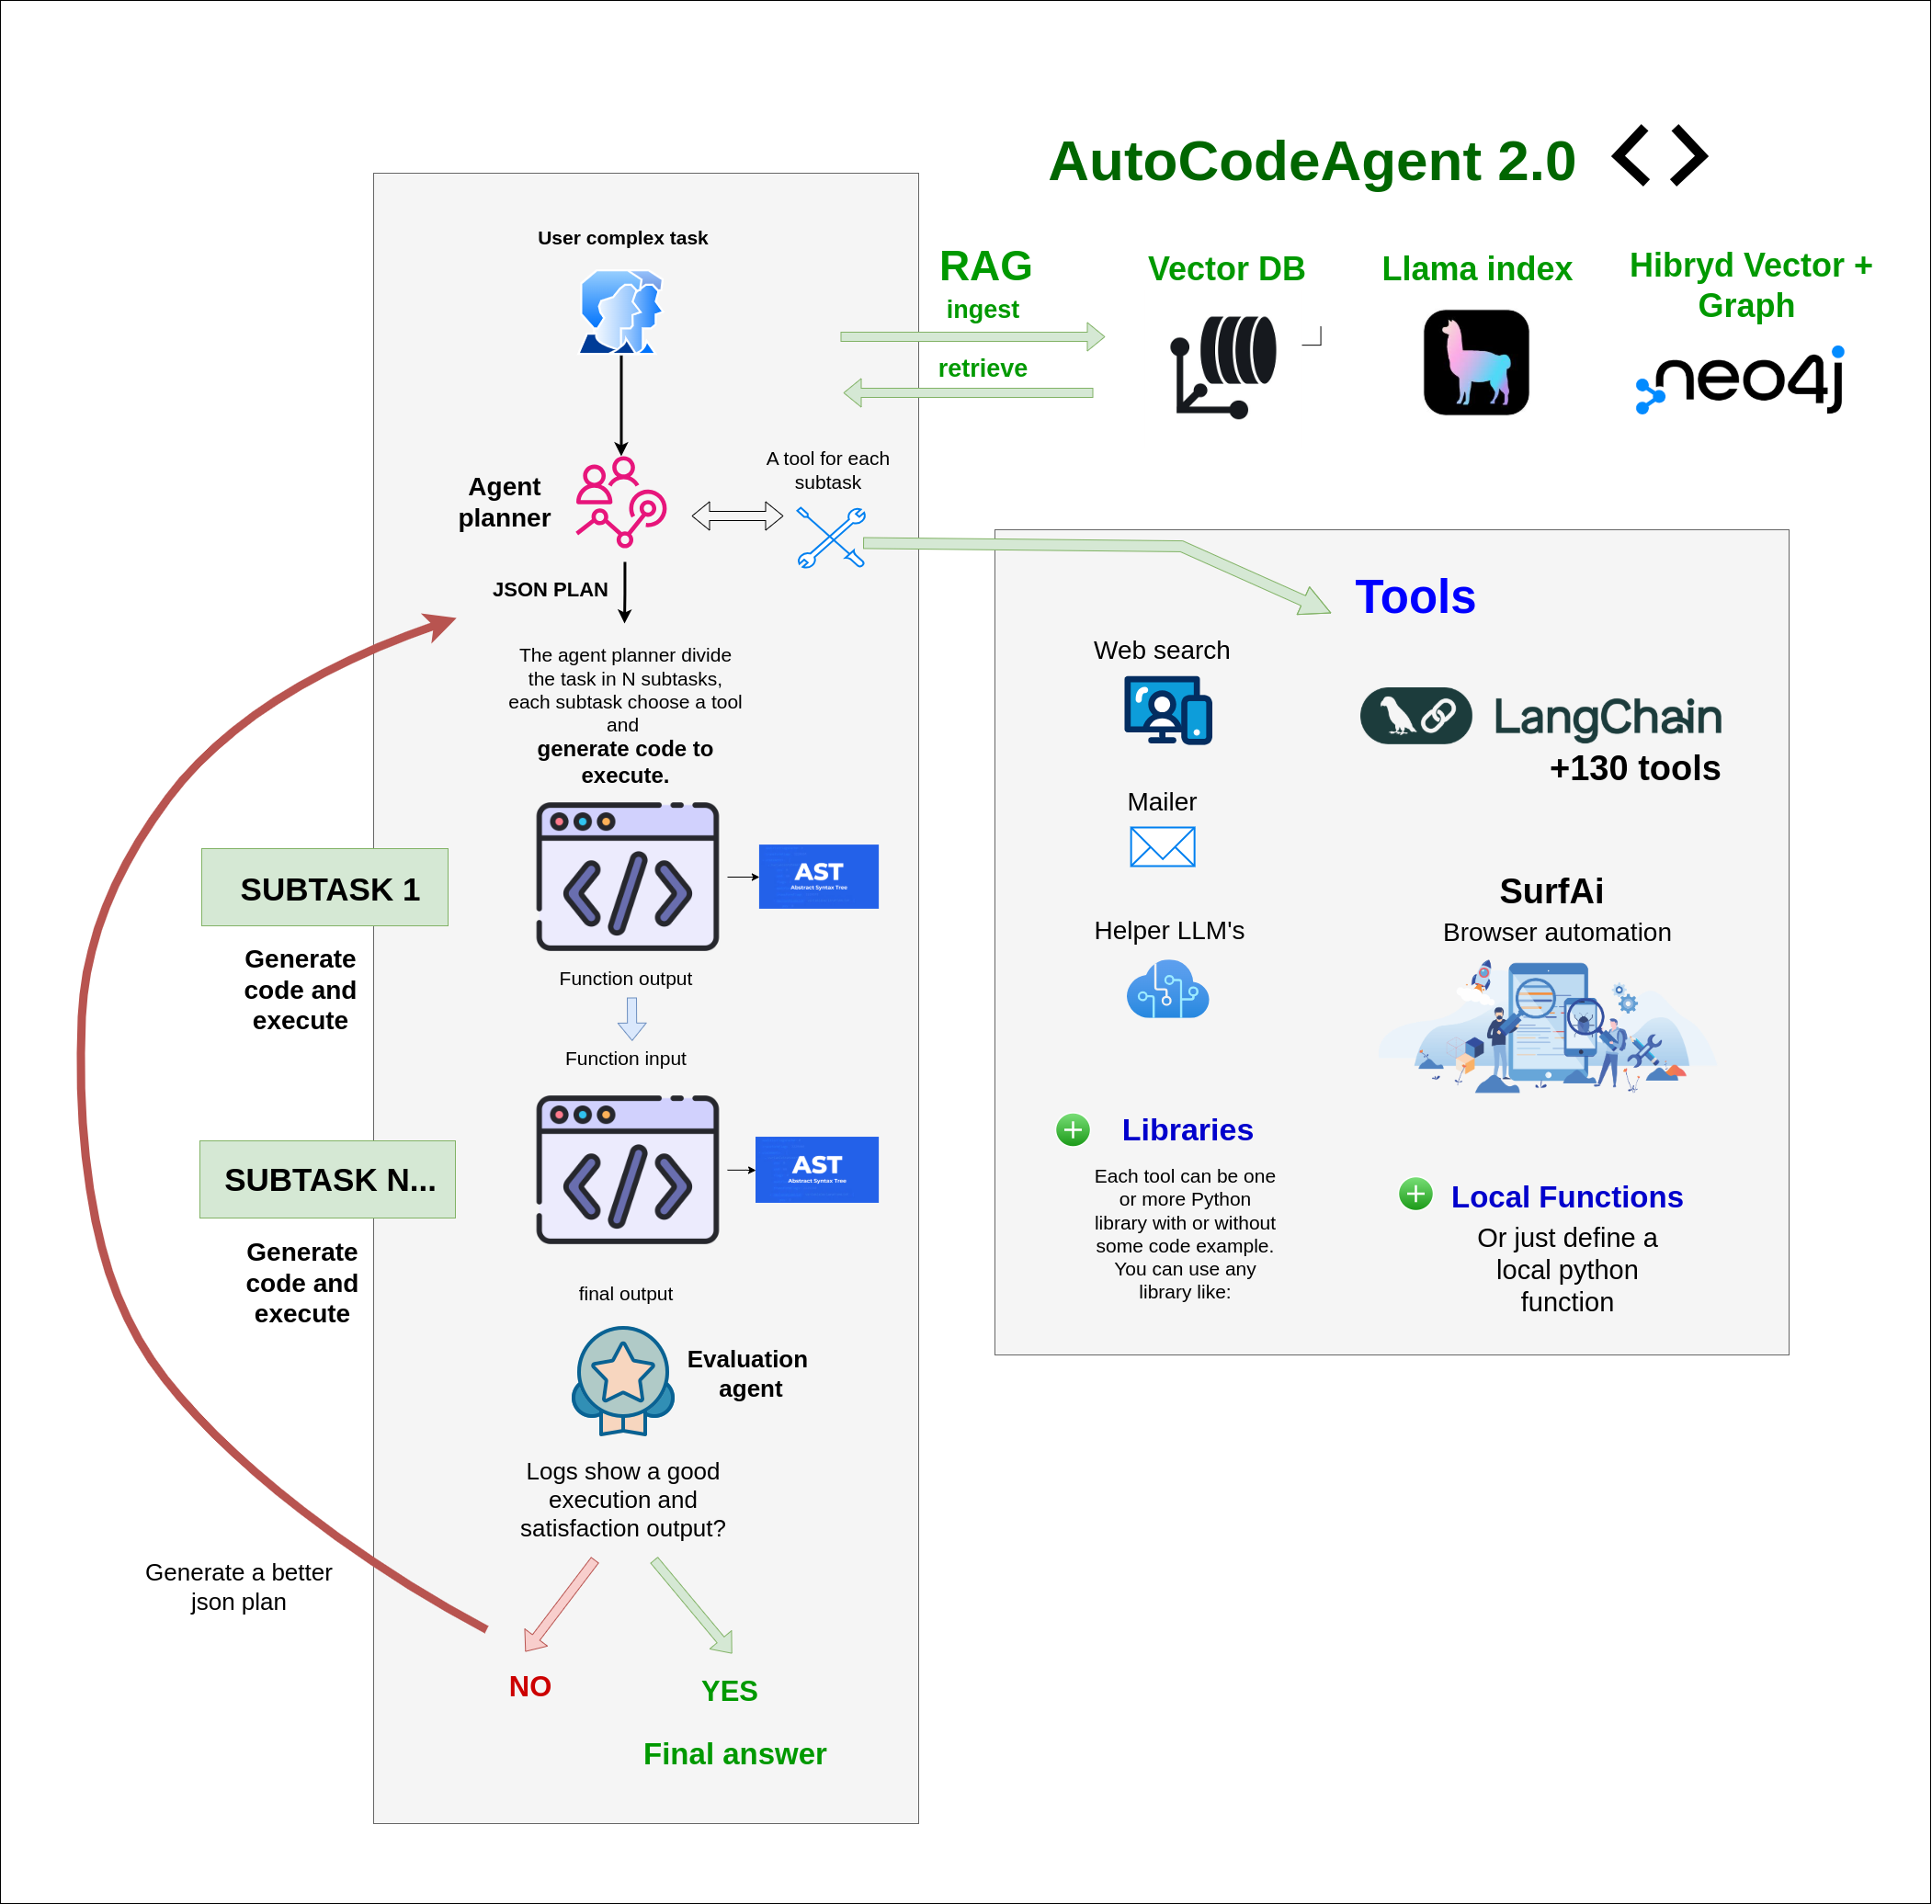 AutoCodeAgent 2.0
User complex task
RAG
ingest
retrieve
Vector DB
Llama index
Hibryd Vector +
Graph
neo4j
Agent
planner
A tool for each
subtask
JSON PLAN
The agent planner divide
the task in N subtasks,
each subtask choose a tool
and
generate code to
execute.
SUBTASK 1
AST
Abstract Syntax Tree
Generate
code and
execute
Function output
Function input
SUBTASK N...
AST
Abstract Syntax Tree
Generate
code and
execute
final output
Evaluation
agent
Logs show a good
execution and
satisfaction output?
Generate a better
json plan
NO
YES
Final answer
Tools
Web search
LangChain
+130 tools
Mailer
SurfAi
Browser automation
Helper LLM's
Libraries
Each tool can be one
or more Python
library with or without
some code example.
You can use any
library like:
Local Functions
Or just define a
local python
function